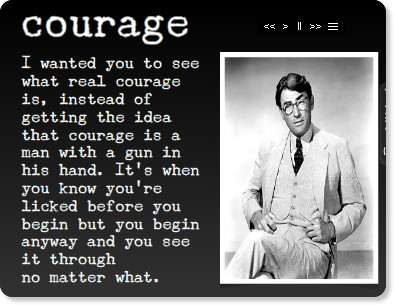 courage
<< > || >> ☰
I wanted you to see
what real courage
is, instead of
getting the idea
that courage is a
man with a gun in
his hand. It's when
you know you're
licked before you
begin but you begin
anyway and you see
it through
no matter what.